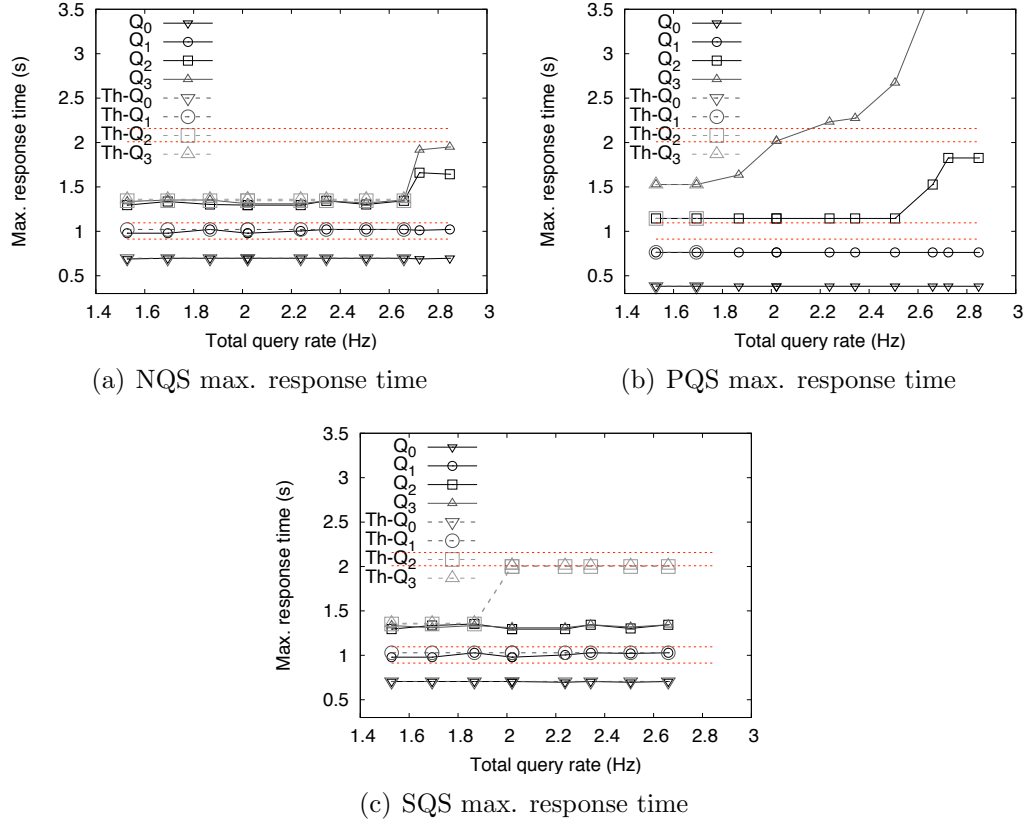 3.5
3
2.5
2
1.5
1
0.5
1.4 1.6 1.8 2 2.2 2.4 2.6 2.8 3
Max. response time (s)
Total query rate (Hz)
Q0
Q1
Q2
Q3
Th-Q0
Th-Q1
Th-Q2
Th-Q3
(a) NQS max. response time
3.5
3
2.5
2
1.5
1
0.5
1.4 1.6 1.8 2 2.2 2.4 2.6 2.8 3
Max. response time (s)
Total query rate (Hz)
Q0
Q1
Q2
Q3
Th-Q0
Th-Q1
Th-Q2
Th-Q3
(b) PQS max. response time
3.5
3
2.5
2
1.5
1
0.5
1.4 1.6 1.8 2 2.2 2.4 2.6 2.8 3
Max. response time (s)
Total query rate (Hz)
Q0
Q1
Q2
Q3
Th-Q0
Th-Q1
Th-Q2
Th-Q3
(c) SQS max. response time